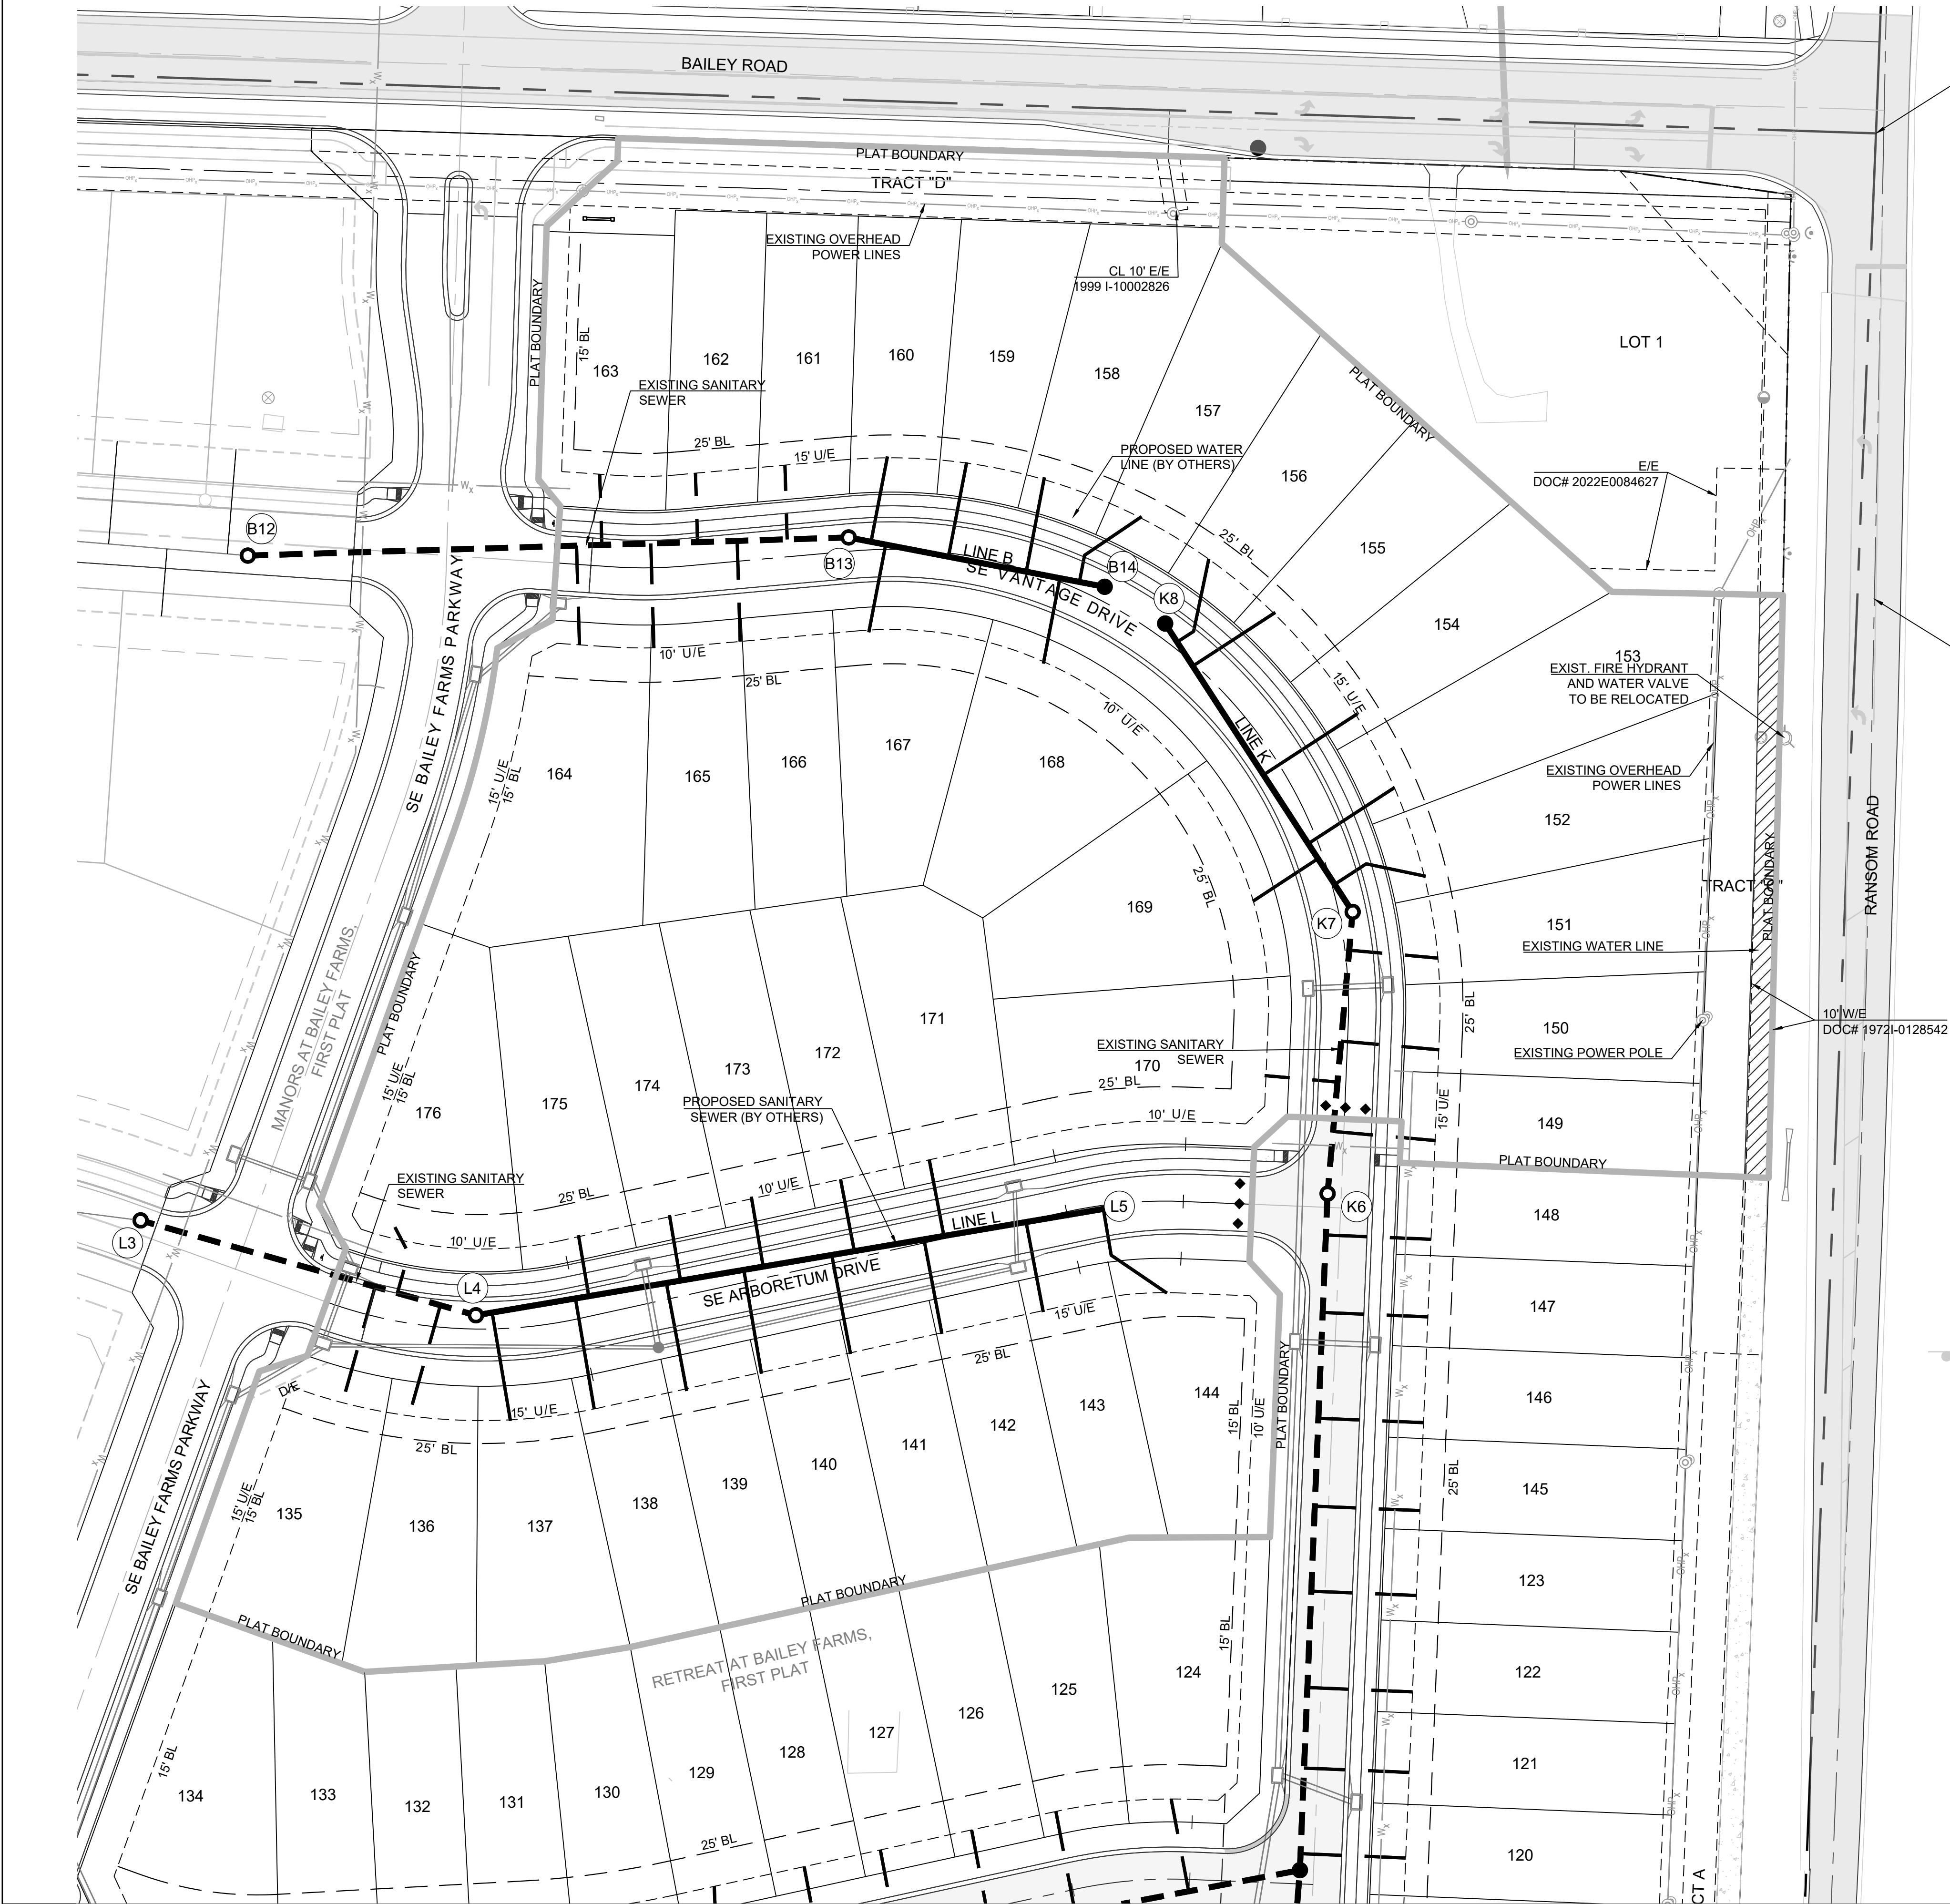 BAILEY ROAD
PLAT BOUNDARY
TRACT "D"
EXISTING OVERHEAD
POWER LINES
CL 10' E/E
1999 I-10002826
LOT 1
PLAT BOUNDARY
15' BL
163
162
161
160
159
158
157
156
155
154
153
PLAT BOUNDARY
EXISTING SANITARY
SEWER
25' BL
15' U/E
PROPOSED WATER
LINE (BY OTHERS)
E/E
DOC# 2022E0084627
25' BL
B12
B13
LINE B
B14
SE VANTAGE DRIVE
K8
10' U/E
25' BL
10' U/E
15' U/E
LINE K
EXIST. FIRE HYDRANT
AND WATER VALVE
TO BE RELOCATED
EXISTING OVERHEAD
POWER LINES
SE BAILEY FARMS PARKWAY
15' U/E
15' BL
164
165
166
167
168
152
RANSOM ROAD
PLAT BOUNDARY
25' BL
169
K7
151
EXISTING WATER LINE
MANORS AT BAILEY FARMS,
FIRST PLAT
PLAT BOUNDARY
171
25' BL
150
EXISTING POWER POLE
10' W/E
DOC# 1972I-0128542
EXISTING SANITARY
SEWER
170
25' BL
10' U/E
15' U/E
15' BL
176
175
174
173
172
PROPOSED SANITARY
SEWER (BY OTHERS)
15' U/E
149
PLAT BOUNDARY
EXISTING SANITARY
SEWER
25' BL
10' U/E
10' U/E
L3
L4
LINE L
L5
K6
SE ARBORETUM DRIVE
148
147
146
145
123
122
121
120
15' U/E
25' BL
D/E
15' U/E
25' BL
15' U/E
15' BL
SE BAILEY FARMS PARKWAY
135
136
137
138
139
140
141
142
143
144
15' BL
10' U/E
PLAT BOUNDARY
25' BL
PLAT BOUNDARY
PLAT BOUNDARY
RETREAT AT BAILEY FARMS,
FIRST PLAT
15' BL
134
133
132
131
130
129
128
127
126
125
124
15' BL
25' BL
CT A
OHPx
Wx